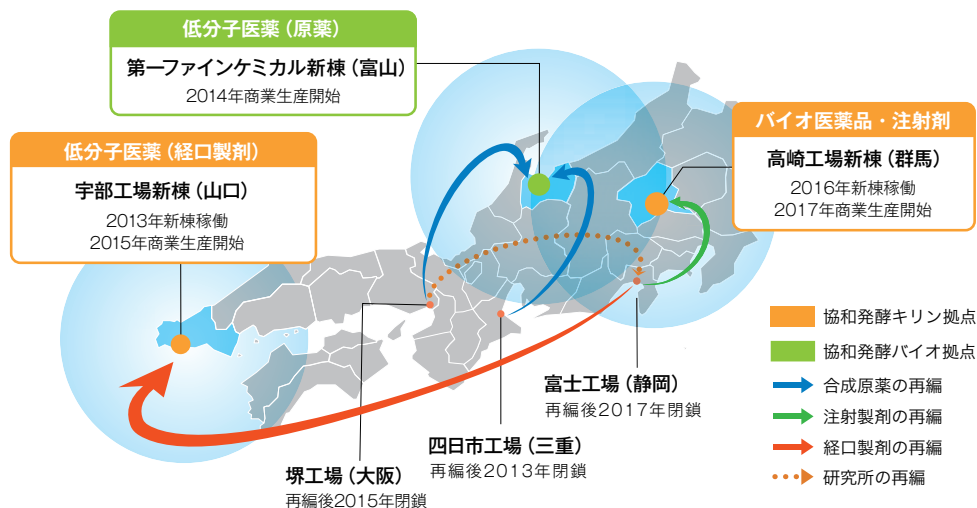 低分子医薬（原薬）
第一ファインケミカル新棟（富山）
2014年商業生産開始
低分子医薬（経口製剤）
宇部工場新棟（山口）
2013年新棟稼働
2015年商業生産開始
バイオ医薬品・注射剤
高崎工場新棟（群馬）
2016年新棟稼働
2017年商業生産開始
富士工場（静岡）
再編後2017年閉鎖
四日市工場（三重）
再編後2013年閉鎖
堺工場（大阪）
再編後2015年閉鎖
協和発酵キリン拠点
協和発酵バイオ拠点
合成原薬の再編
注射製剤の再編
経口製剤の再編
研究所の再編